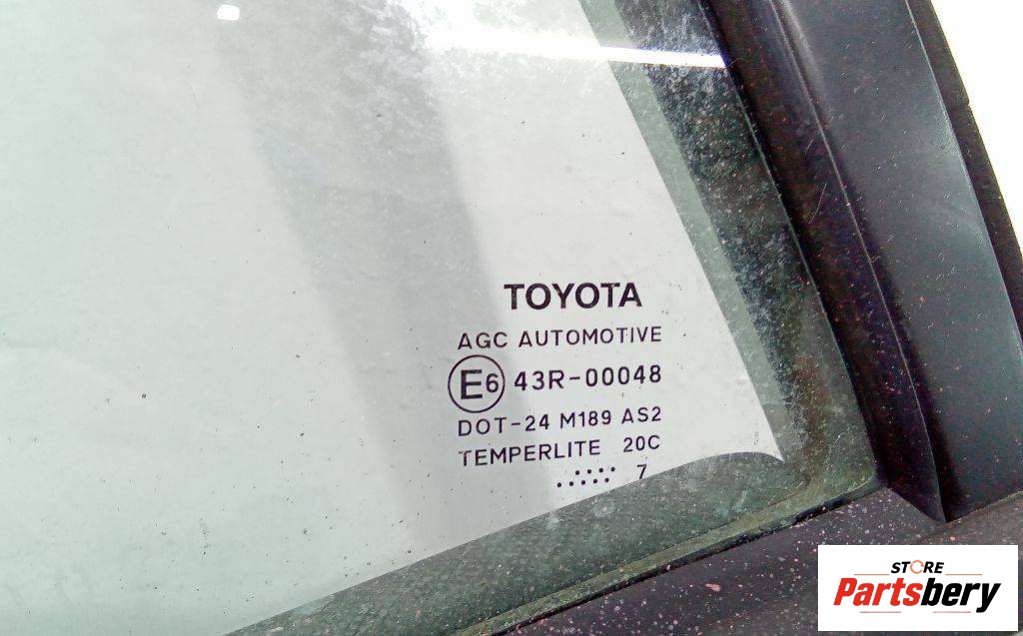 TOYOTA
AGC AUTOMOTIVE
E6 43R-00048
DOT-24 M189 AS2
TEMPERLITE 20C
7
STORE
Partsbery